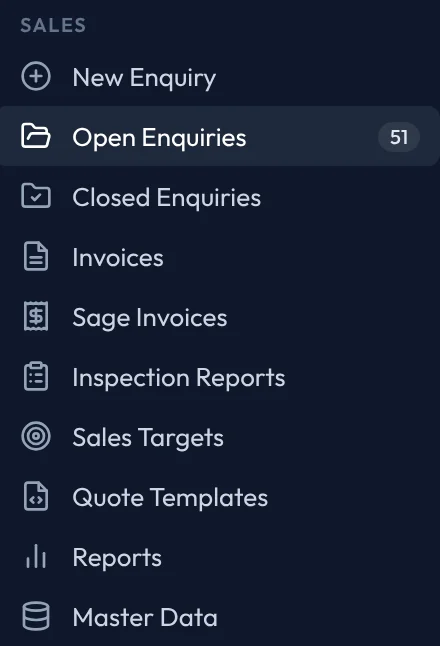 SALES
New Enquiry
Open Enquiries 51
Closed Enquiries
Invoices
Sage Invoices
Inspection Reports
Sales Targets
Quote Templates
Reports
Master Data